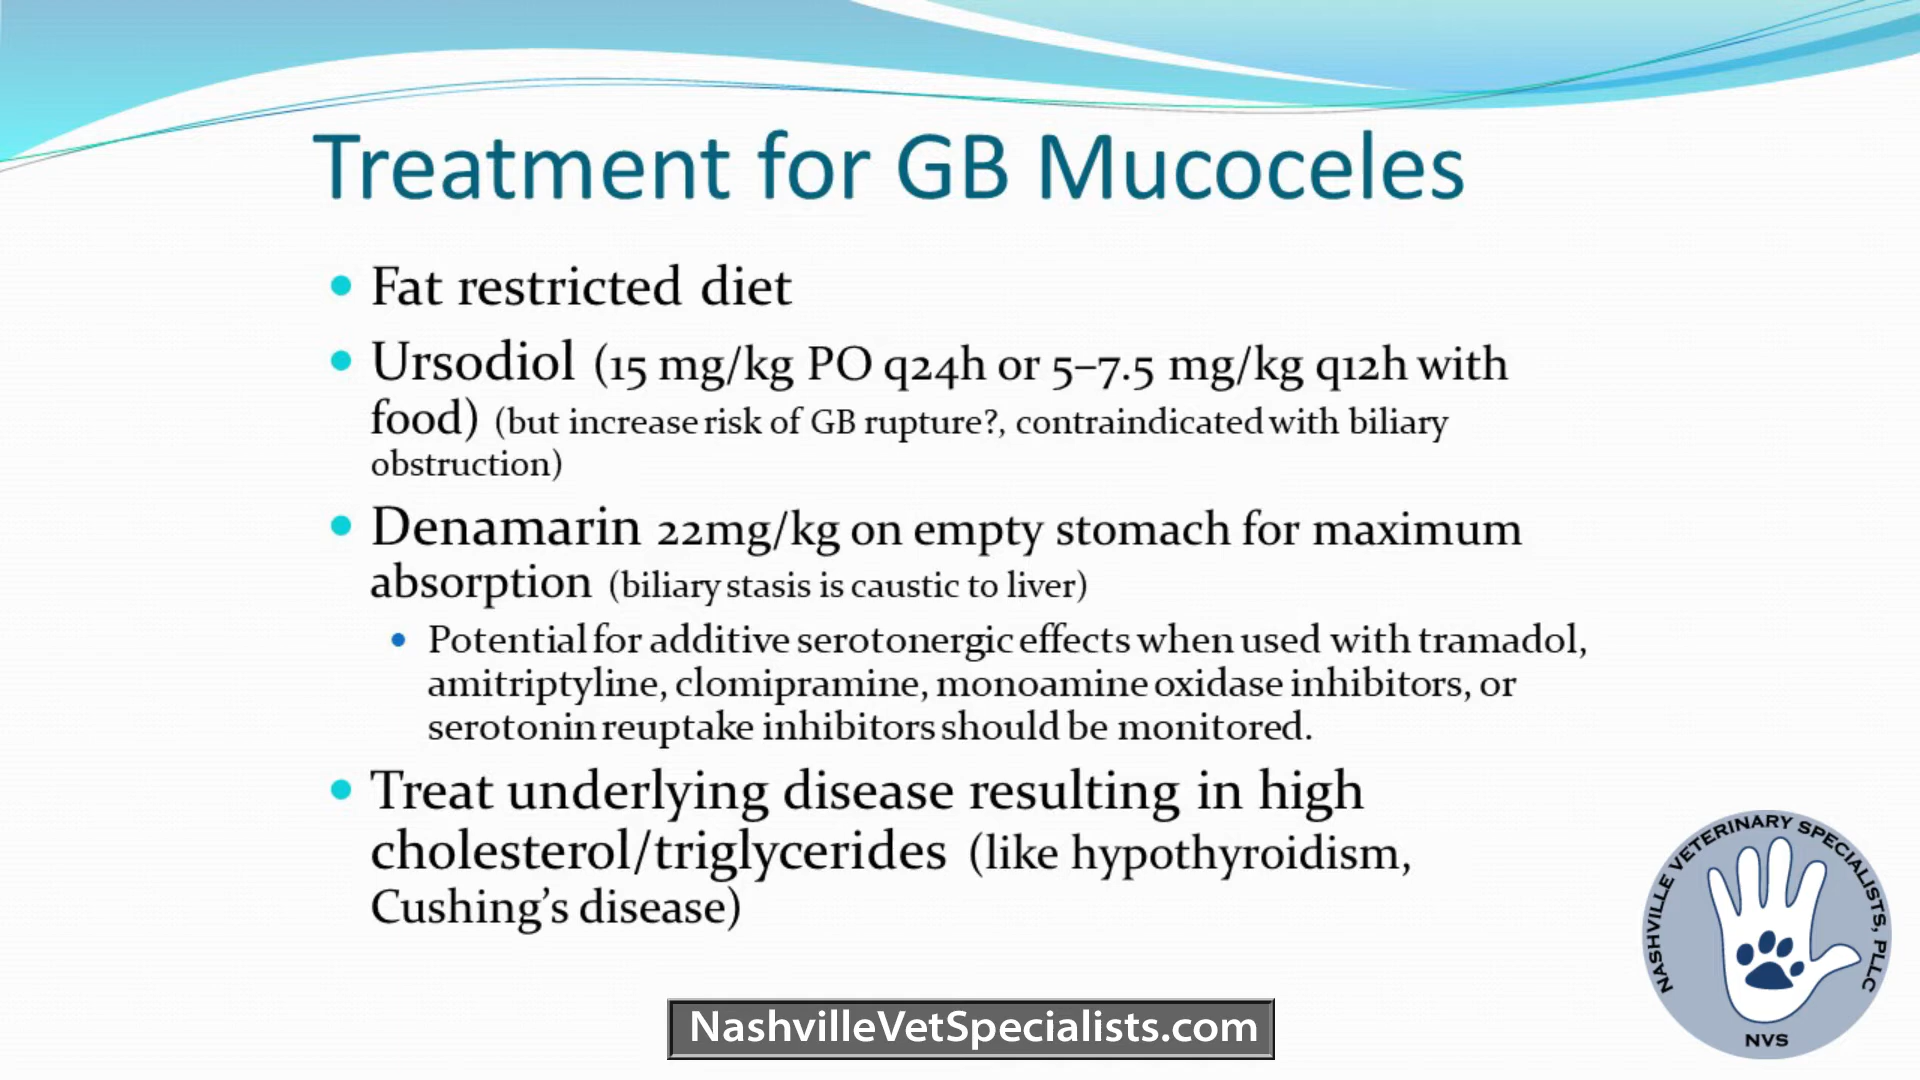 Treatment for GB Mucoceles
• Fat restricted diet
• Ursodiol (15 mg/kg PO q24h or 5–7.5 mg/kg q12h with
food) (but increase risk of GB rupture?, contraindicated with biliary
obstruction)
• Denamarin 22mg/kg on empty stomach for maximum
absorption (biliary stasis is caustic to liver)
• Potential for additive serotonergic effects when used with tramadol,
amitriptyline, clomipramine, monoamine oxidase inhibitors, or
serotonin reuptake inhibitors should be monitored.
• Treat underlying disease resulting in high
cholesterol/triglycerides (like hypothyroidism,
Cushing’s disease)
NASHVILLE VETERINARY SPECIALISTS, PLLC
NVS
NashvilleVetSpecialists.com